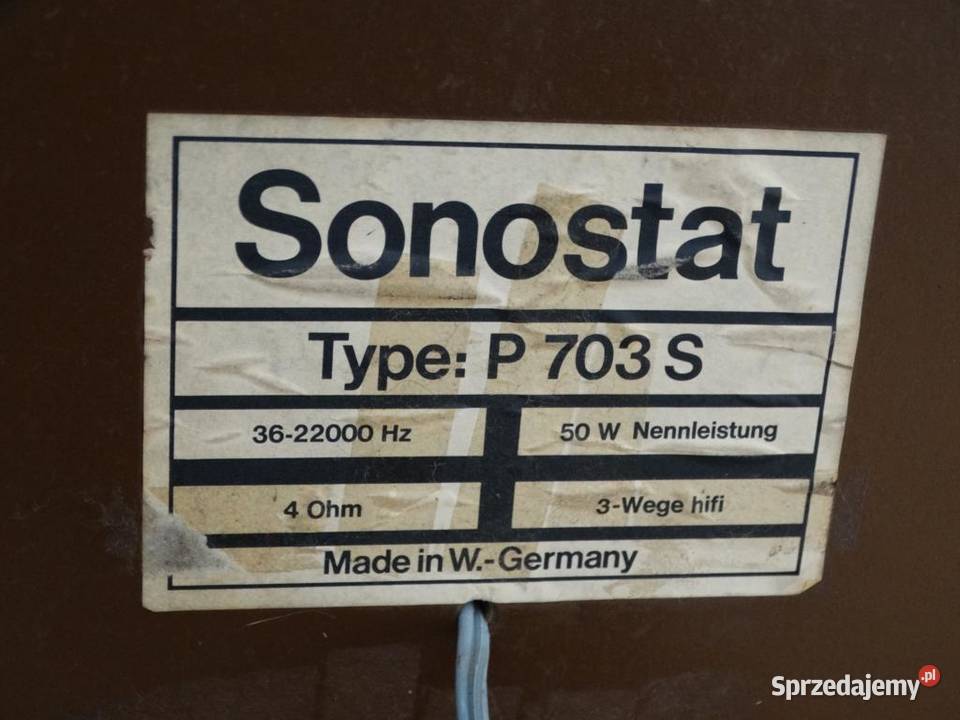 Sonostat
Type: P 703 S
36-22000 Hz
50 W Nennleistung
4 Ohm
3-Wege hifi
Made in W.-Germany
Sprzedajemy.pl